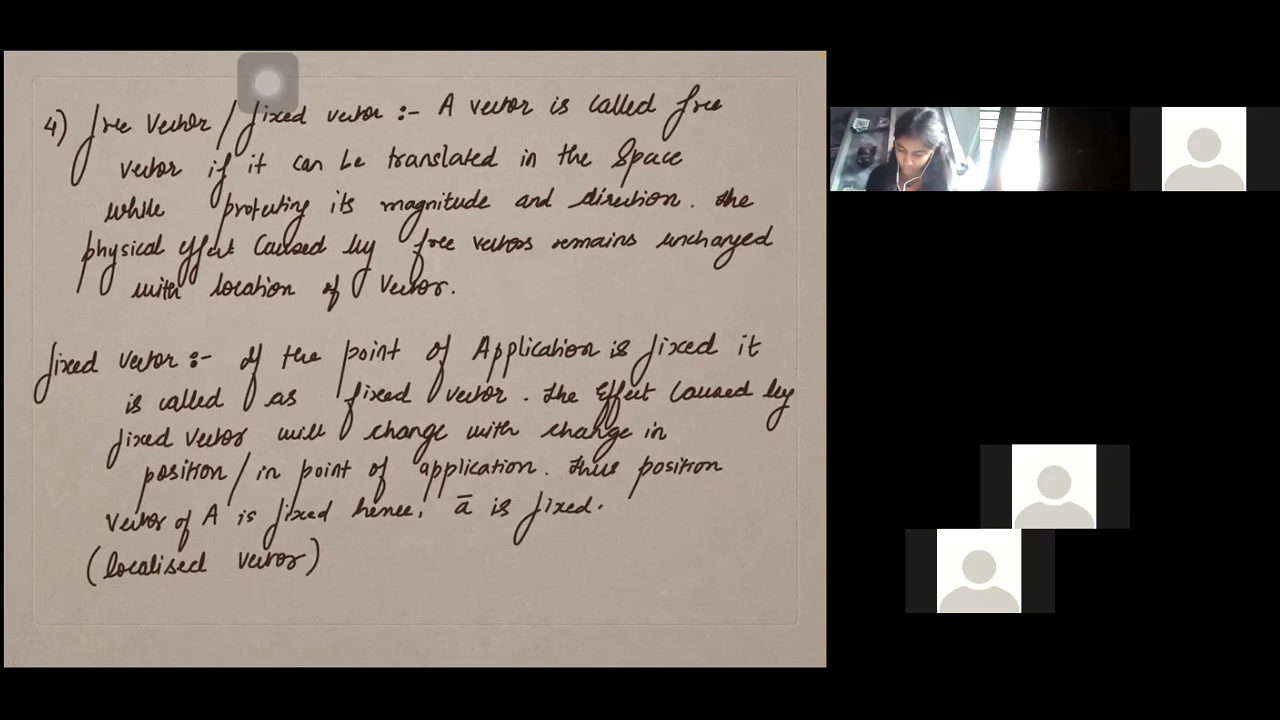 4) free vector / fixed vector :- A vector is called free
vector if it can be translated in the Space
while protecting its magnitude and direction. The
physical effect caused by free vectors remains unchanged
with location of vector.
fixed vector :- If the point of Application is fixed it
is called as fixed vector. The Effect caused by
fixed vector will change with change in
position / in point of application. Thus position
vector of A is fixed hence, a̅ is fixed.
(localised vector)